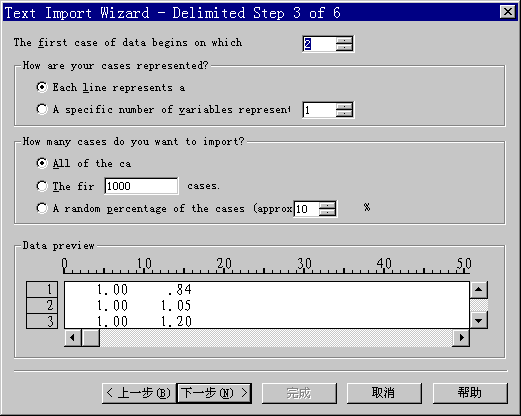 Text Import Wizard - Delimited Step 3 of 6
The first case of data begins on which 2
How are your cases represented?
Each line represents a
A specific number of variables represent 1
How many cases do you want to import?
All of the ca
The fir 1000 cases.
A random percentage of the cases (approx 10 %
Data preview
0 10 20 30 40 50
1 1.00 .84
2 1.00 1.05
3 1.00 1.20
< 上一步(B) 下一步(N) > 完成 取消 帮助